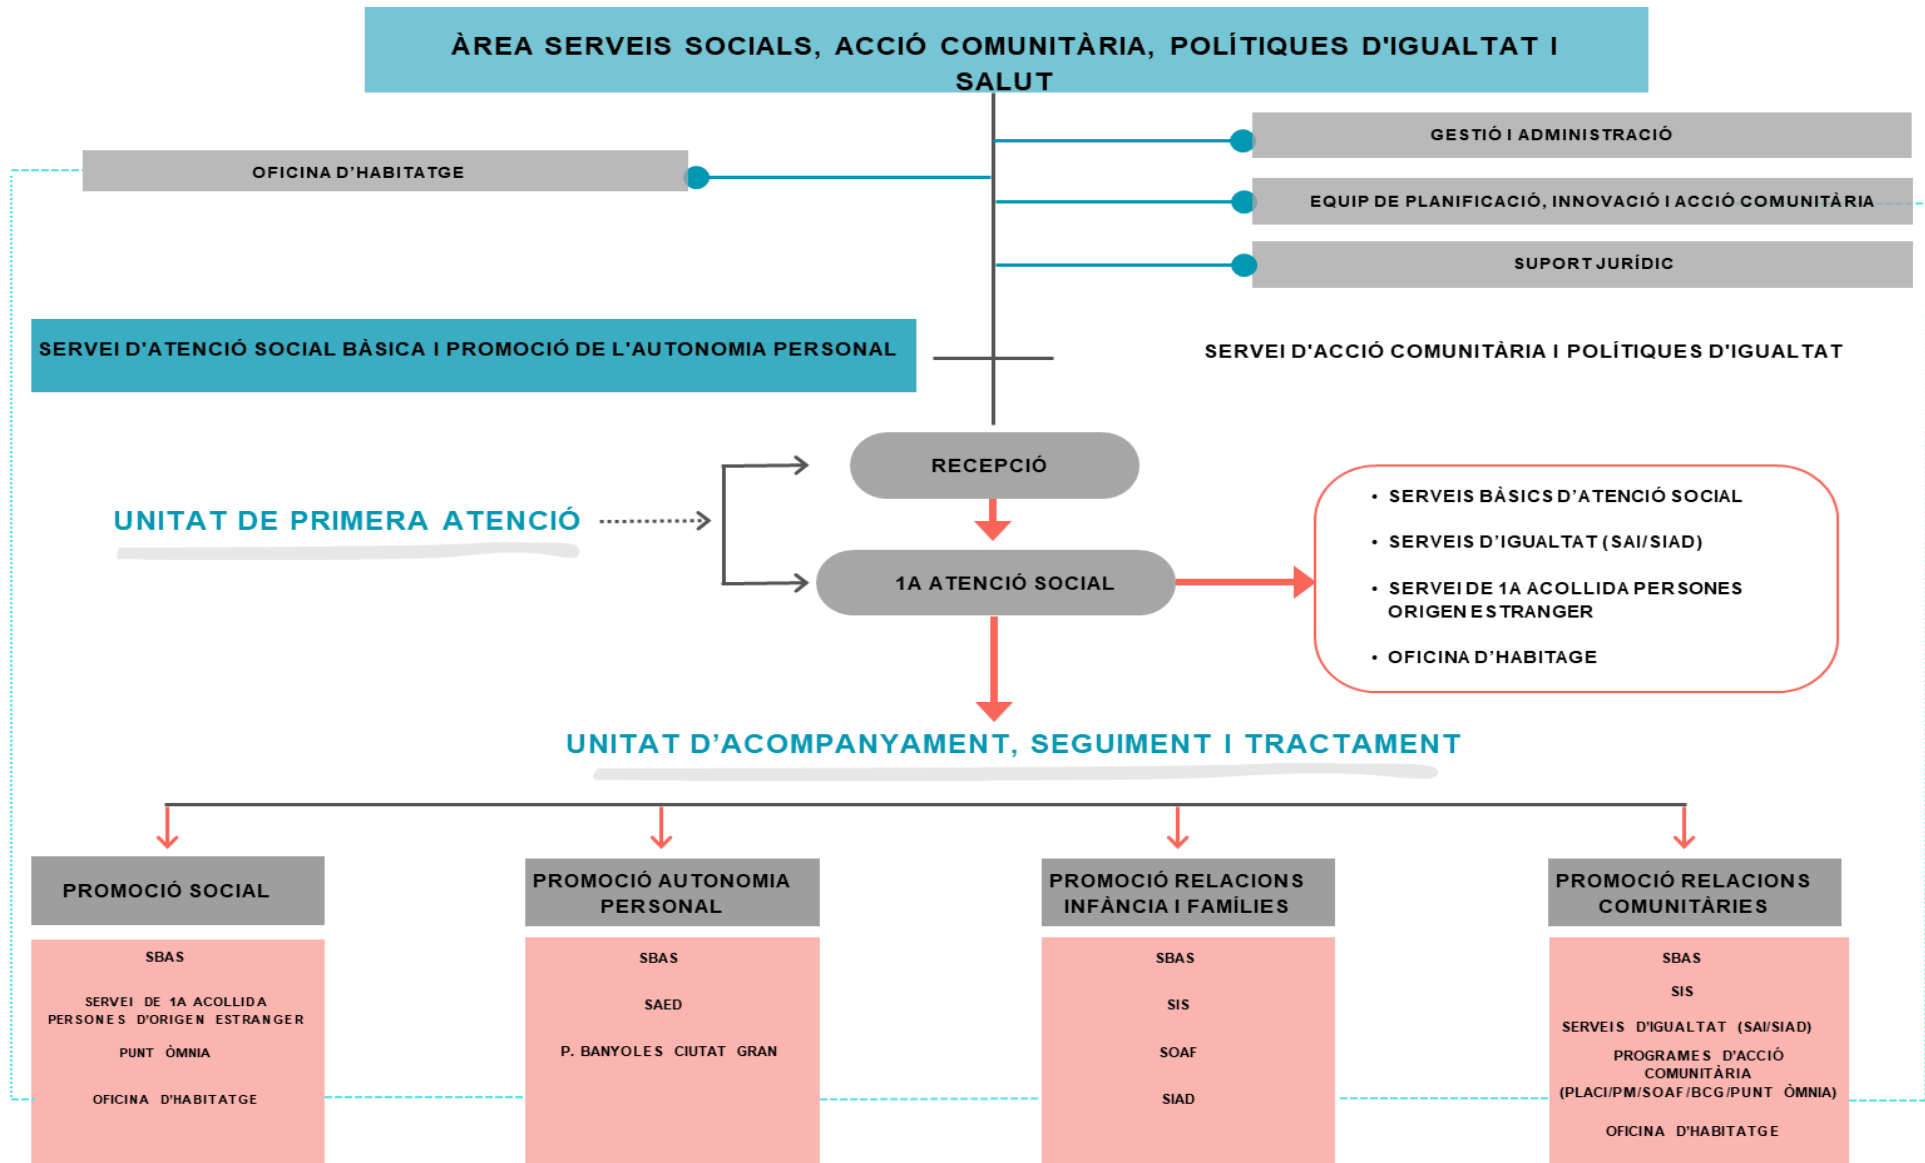 ÀREA SERVEIS SOCIALS, ACCIÓ COMUNITÀRIA, POLÍTIQUES D'IGUALTAT I
SALUT
GESTIÓ I ADMINISTRACIÓ
OFICINA D'HABITATGE
EQUIP DE PLANIFICACIÓ, INNOVACIÓ I ACCIÓ COMUNITÀRIA
SUPORT JURÍDIC
SERVEI D'ATENCIÓ SOCIAL BÀSICA I PROMOCIÓ DE L'AUTONOMIA PERSONAL
SERVEI D'ACCIÓ COMUNITÀRIA I POLÍTIQUES D'IGUALTAT
RECEPCIÓ
UNITAT DE PRIMERA ATENCIÓ
1A ATENCIÓ SOCIAL
• SERVEIS BÀSICS D'ATENCIÓ SOCIAL
• SERVEIS D'IGUALTAT (SAI/SIAD)
• SERVEI DE 1A ACOLLIDA PERSONES
ORIGEN ESTRANGER
• OFICINA D'HABITAGE
UNITAT D'ACOMPANYAMENT, SEGUIMENT I TRACTAMENT
PROMOCIÓ SOCIAL
SBAS
SERVEI DE 1A ACOLLIDA
PERSONES D'ORIGEN ESTRANGER
PUNT ÒMNIA
OFICINA D'HABITATGE
PROMOCIÓ AUTONOMIA
PERSONAL
SBAS
SAED
P. BANYOLES CIUTAT GRAN
PROMOCIÓ RELACIONS
INFÀNCIA I FAMÍLIES
SBAS
SIS
SOAF
SIAD
PROMOCIÓ RELACIONS
COMUNITÀRIES
SBAS
SIS
SERVEIS D'IGUALTAT (SAI/SIAD)
PROGRAMES D'ACCIÓ
COMUNITÀRIA
(PLACI/PM/SOAF/BCG/PUNT ÒMNIA)
OFICINA D'HABITATGE